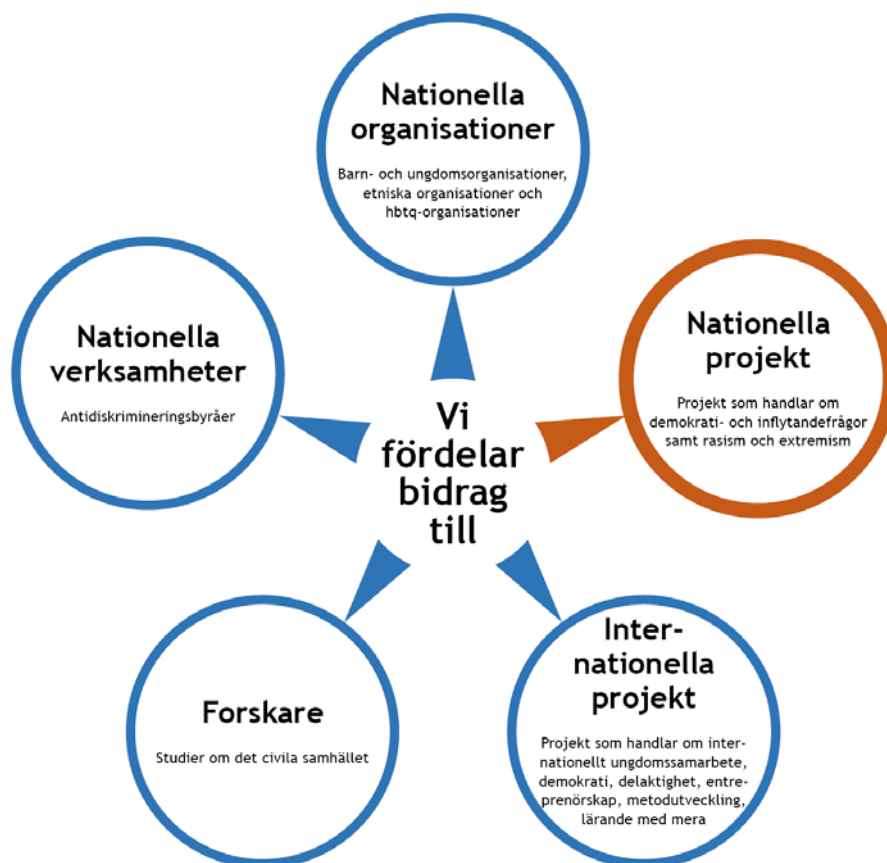 Nationella
organisationer
Barn- och ungdomsorganisationer,
etniska organisationer och
hbtq-organisationer
Nationella
verksamheter
Antidiskrimineringsbyråer
Nationella
projekt
Projekt som handlar om
demokrati- och inflytandefrågor
samt rasism och extremism
Vi
fördelar
bidrag
till
Forskare
Studier om det civila samhället
Inter-
nationella
projekt
Projekt som handlar om inter-
nationellt ungdomssamarbete,
demokrati, delaktighet, entre-
prenörskap, metodutveckling,
lärande med mera